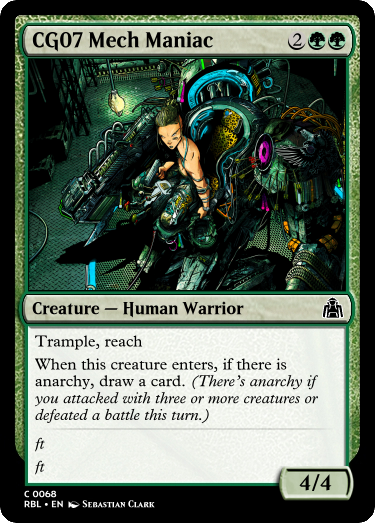 CG07 Mech Maniac 2
Creature — Human Warrior
Trample, reach
When this creature enters, if there is
anarchy, draw a card. (There's anarchy if
you attacked with three or more creatures or
defeated a battle this turn.)
ft
ft
4/4
C 0068
RBL • EN Sebastian Clark